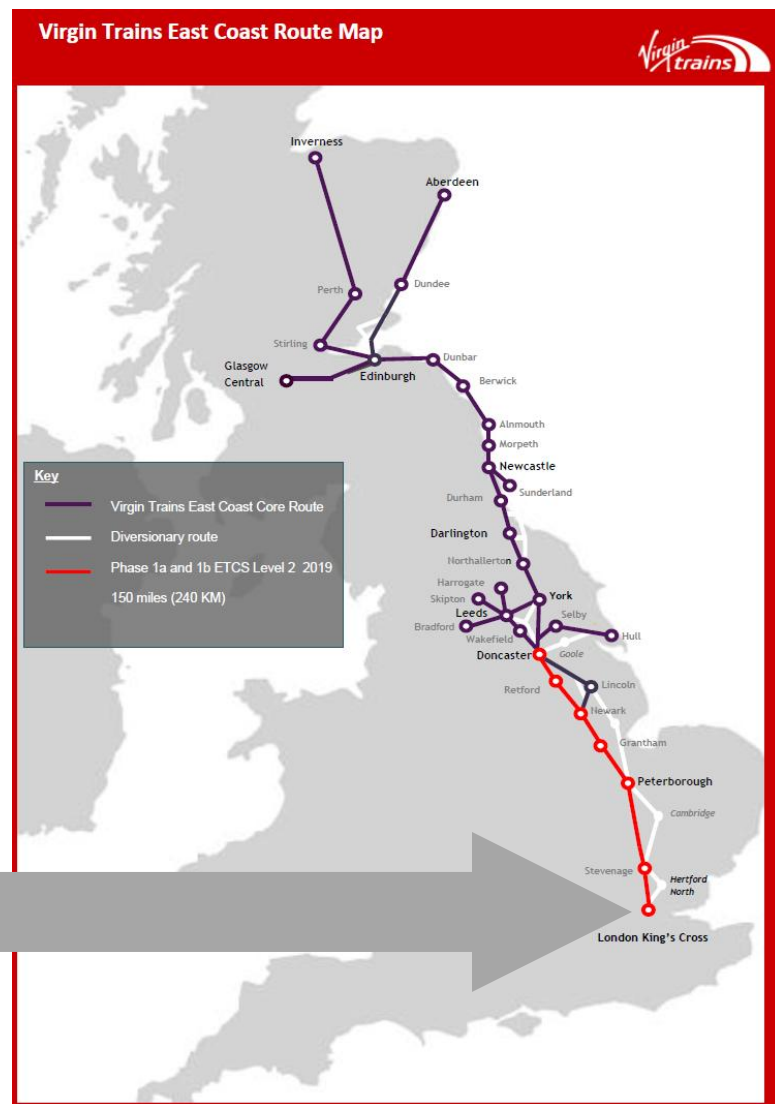 Virgin Trains East Coast Route Map
Virgin
trains
Inverness
Aberdeen
Perth
Dundee
Stirling
Glasgow
Central
Edinburgh
Dunbar
Berwick
Alnmouth
Morpeth
Newcastle
Sunderland
Durham
Darlington
Northallerton
Harrogate
Skipton
York
Leeds
Selby
Bradford
Wakefield
Hull
Doncaster
Goole
Retford
Lincoln
Newark
Grantham
Peterborough
Cambridge
Stevenage
Hertford
North
London King's Cross
Key
Virgin Trains East Coast Core Route
Diversionary route
Phase 1a and 1b ETCS Level 2 2019
150 miles (240 KM)